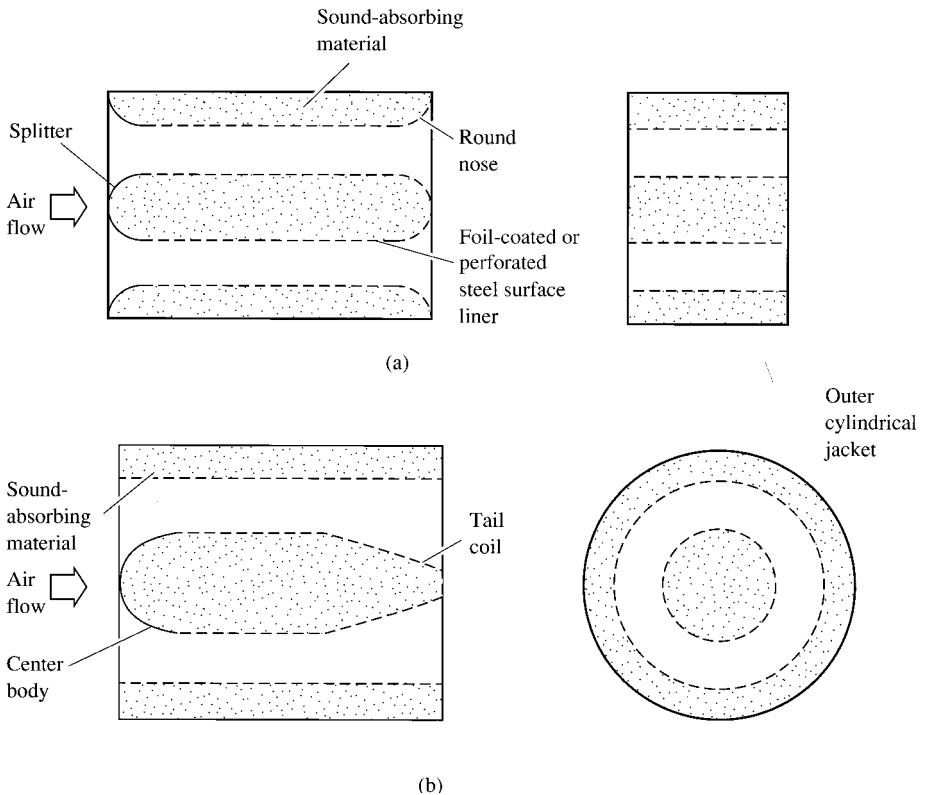 Sound-absorbing
material
Splitter
Round
nose
Air
flow
Foil-coated or
perforated
steel surface
liner
(a)
Outer
cylindrical
jacket
Sound-
absorbing
material
Tail
coil
Air
flow
Center
body
(b)